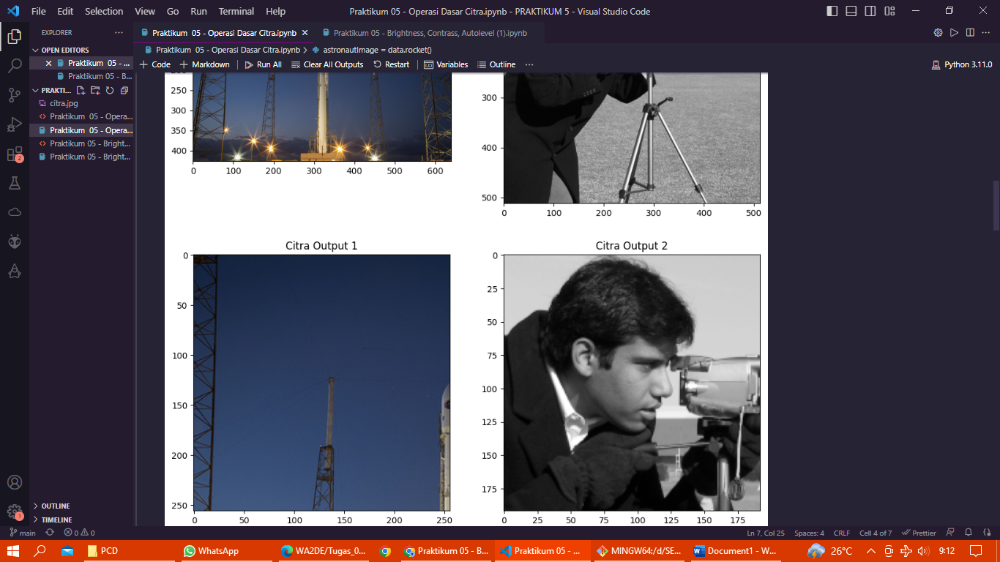 File Edit Selection View Go Run Terminal Help Praktikum 05 - Operasi Dasar Citra.ipynb - PRAKTIKUM 5 - Visual Studio Code
EXPLORER
Praktikum 05 - Operasi Dasar Citra.ipynb
Praktikum 05 - Brightness, Contrast, Autolevel (1).ipynb
OPEN EDITORS
Praktikum 05 - ...
Praktikum 05 - B...
PRAKTI...
citra.jpg
Praktikum 05 - Opera...
Praktikum 05 - Opera...
Praktikum 05 - Bright...
Praktikum 05 - Bright...
OUTLINE
TIMELINE
2
1
Praktikum 05 - Operasi Dasar Citra.ipynb > astronautImage = data.rocket()
+ Code + Markdown Run All Clear All Outputs Restart Variables Outline ... Python 3.11.0
250
300
350
400
0 100 200 300 400 500 600
300
400
500
0 100 200 300 400 500
Citra Output 1
0
50
100
150
200
250
0 50 100 150 200 250
Citra Output 2
0
25
50
75
100
125
150
175
0 25 50 75 100 125 150 175
main 0 0 Ln 7, Col 25 Spaces: 4 CRLF Cell 4 of 7 Prettier
PCD WhatsApp WA2DE/Tugas_0... Praktikum 05 - B... Praktikum 05 - ... MINGW64:/d/SE... Document1 - W... 26°C 9:12